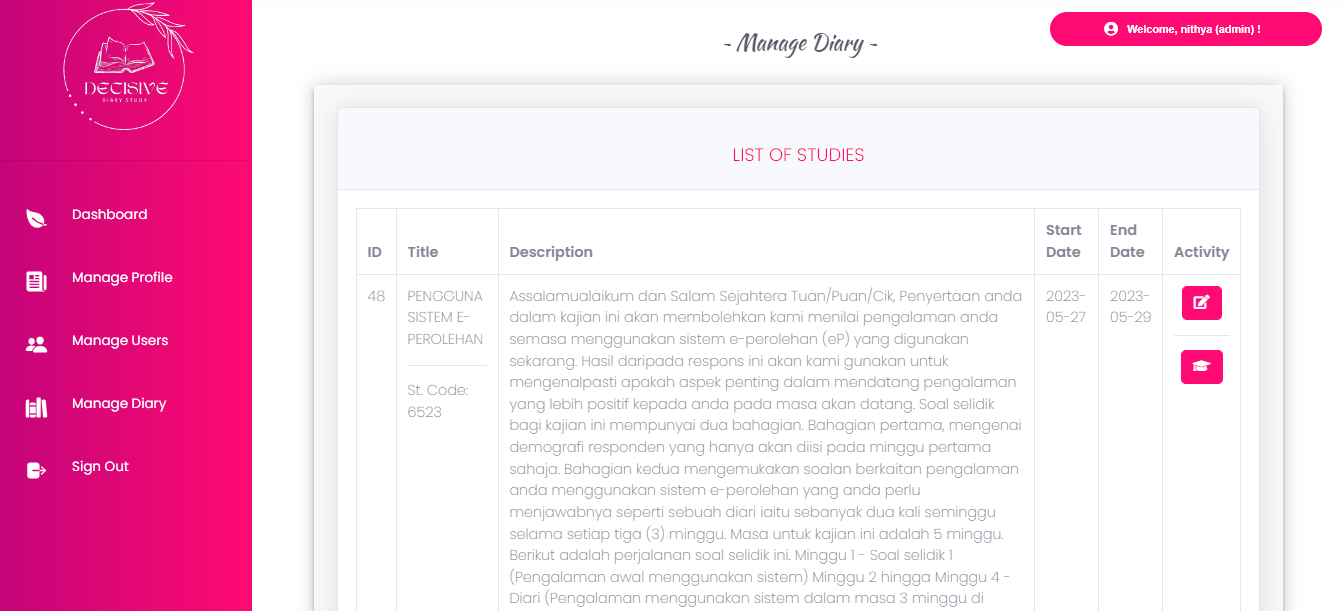 DECISIVE
DIARY STUDY
Dashboard
Manage Profile
Manage Users
Manage Diary
Sign Out
~ Manage Diary ~
Welcome, nithya (admin) !
LIST OF STUDIES
ID
Title
Description
Start
Date
End
Date
Activity
48
PENGGUNA
SISTEM E-
PEROLEHAN
St. Code:
6523
Assalamualaikum dan Salam Sejahtera Tuan/Puan/Cik, Penyertaan anda
dalam kajian ini akan membolehkan kami menilai pengalaman anda
semasa menggunakan sistem e-perolehan (eP) yang digunakan
sekarang. Hasil daripada respons ini akan kami gunakan untuk
mengenalpasti apakah aspek penting dalam mendatang pengalaman
yang lebih positif kepada anda pada masa akan datang. Soal selidik
bagi kajian ini mempunyai dua bahagian. Bahagian pertama, mengenai
demografi responden yang hanya akan diisi pada minggu pertama
sahaja. Bahagian kedua mengemukakan soalan berkaitan pengalaman
anda menggunakan sistem e-perolehan yang anda perlu
menjawabnya seperti sebuah diari iaitu sebanyak dua kali seminggu
selama setiap tiga (3) minggu. Masa untuk kajian ini adalah 5 minggu.
Berikut adalah perjalanan soal selidik ini. Minggu 1 - Soal selidik 1
(Pengalaman awal menggunakan sistem) Minggu 2 hingga Minggu 4 -
Diari (Pengalaman menggunakan sistem dalam masa 3 minggu di
2023-
05-27
2023-
05-29